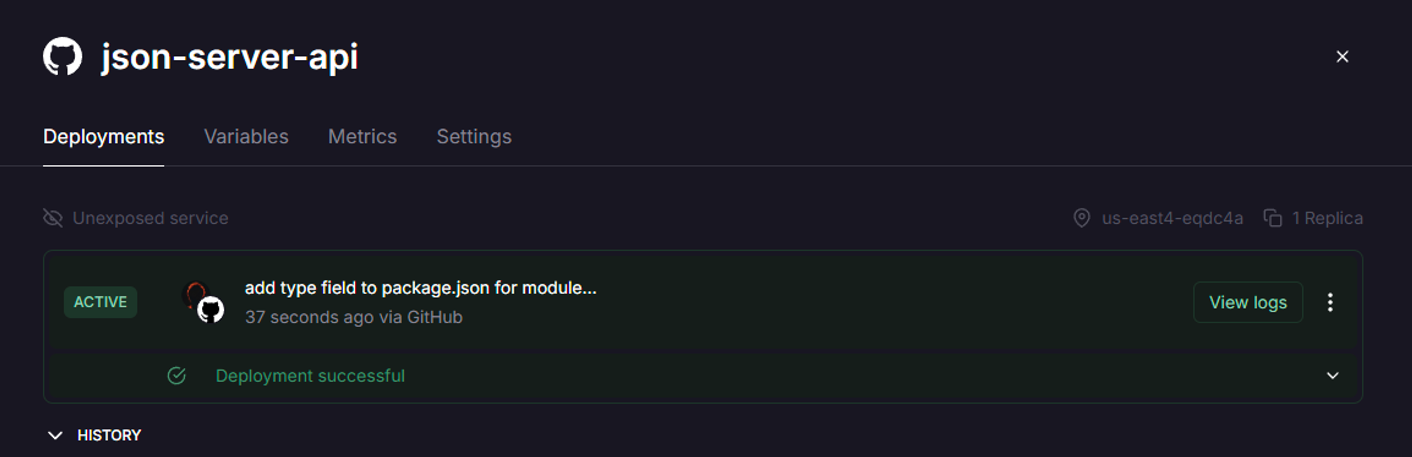 json-server-api
Deployments Variables Metrics Settings
Unexposed service us-east4-eqdc4a 1 Replica
ACTIVE add type field to package.json for module... View logs
37 seconds ago via GitHub
Deployment successful
HISTORY